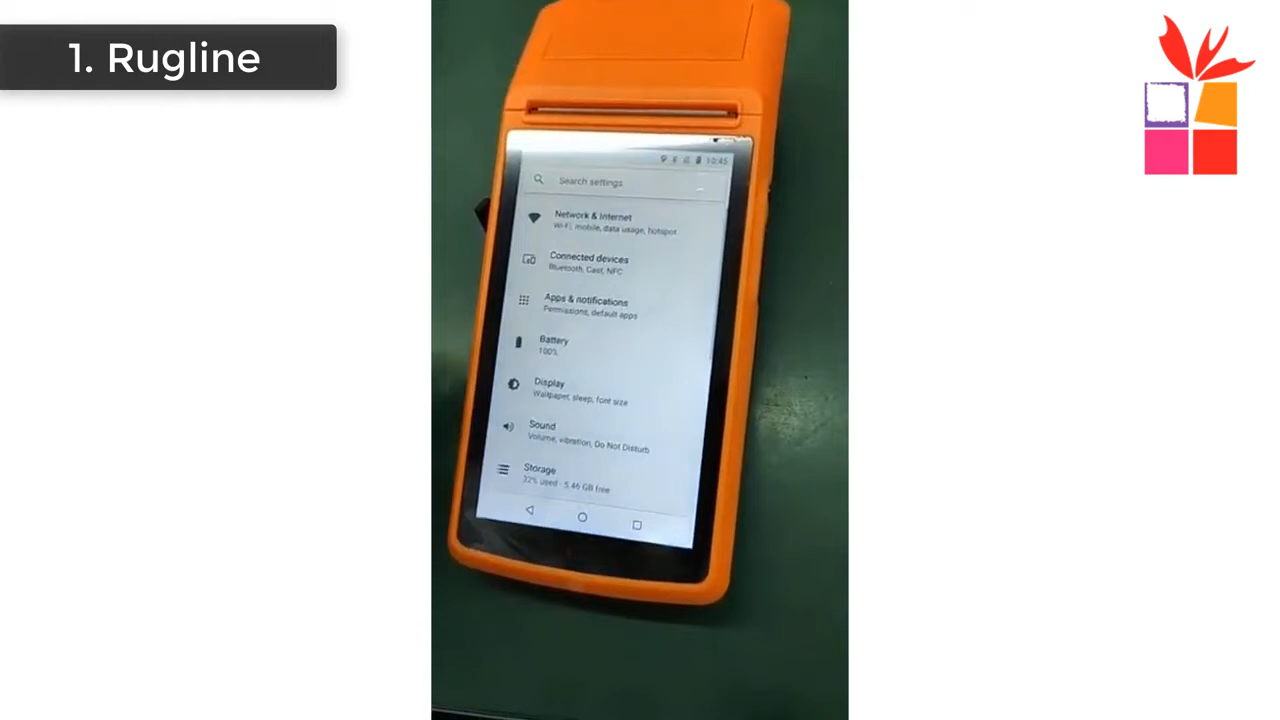 1. Rugline
10:45
Search settings
Network & Internet
Wi-Fi, mobile, data usage, hotspot
Connected devices
Bluetooth, Cast, NFC
Apps & notifications
Permissions, default apps
Battery
100%
Display
Wallpaper, sleep, font size
Sound
Volume, vibration, Do Not Disturb
Storage
32% used - 5.46 GB free